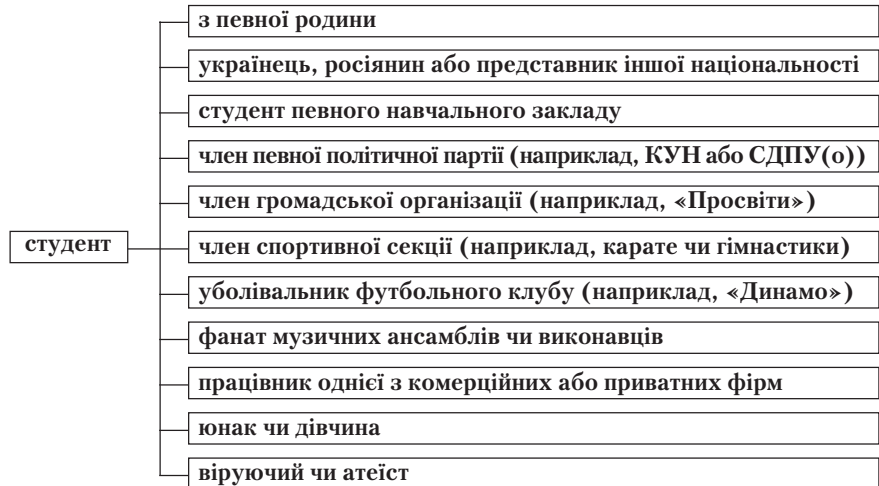 з певної родини
українець, росіянин або представник іншої національності
студент певного навчального закладу
член певної політичної партії (наприклад, КУН або СДПУ(о))
член громадської організації (наприклад, «Просвіти»)
студент
член спортивної секції (наприклад, карате чи гімнастики)
уболівальник футбольного клубу (наприклад, «Динамо»)
фанат музичних ансамблів чи виконавців
працівник однієї з комерційних або приватних фірм
юнак чи дівчина
віруючий чи атеїст